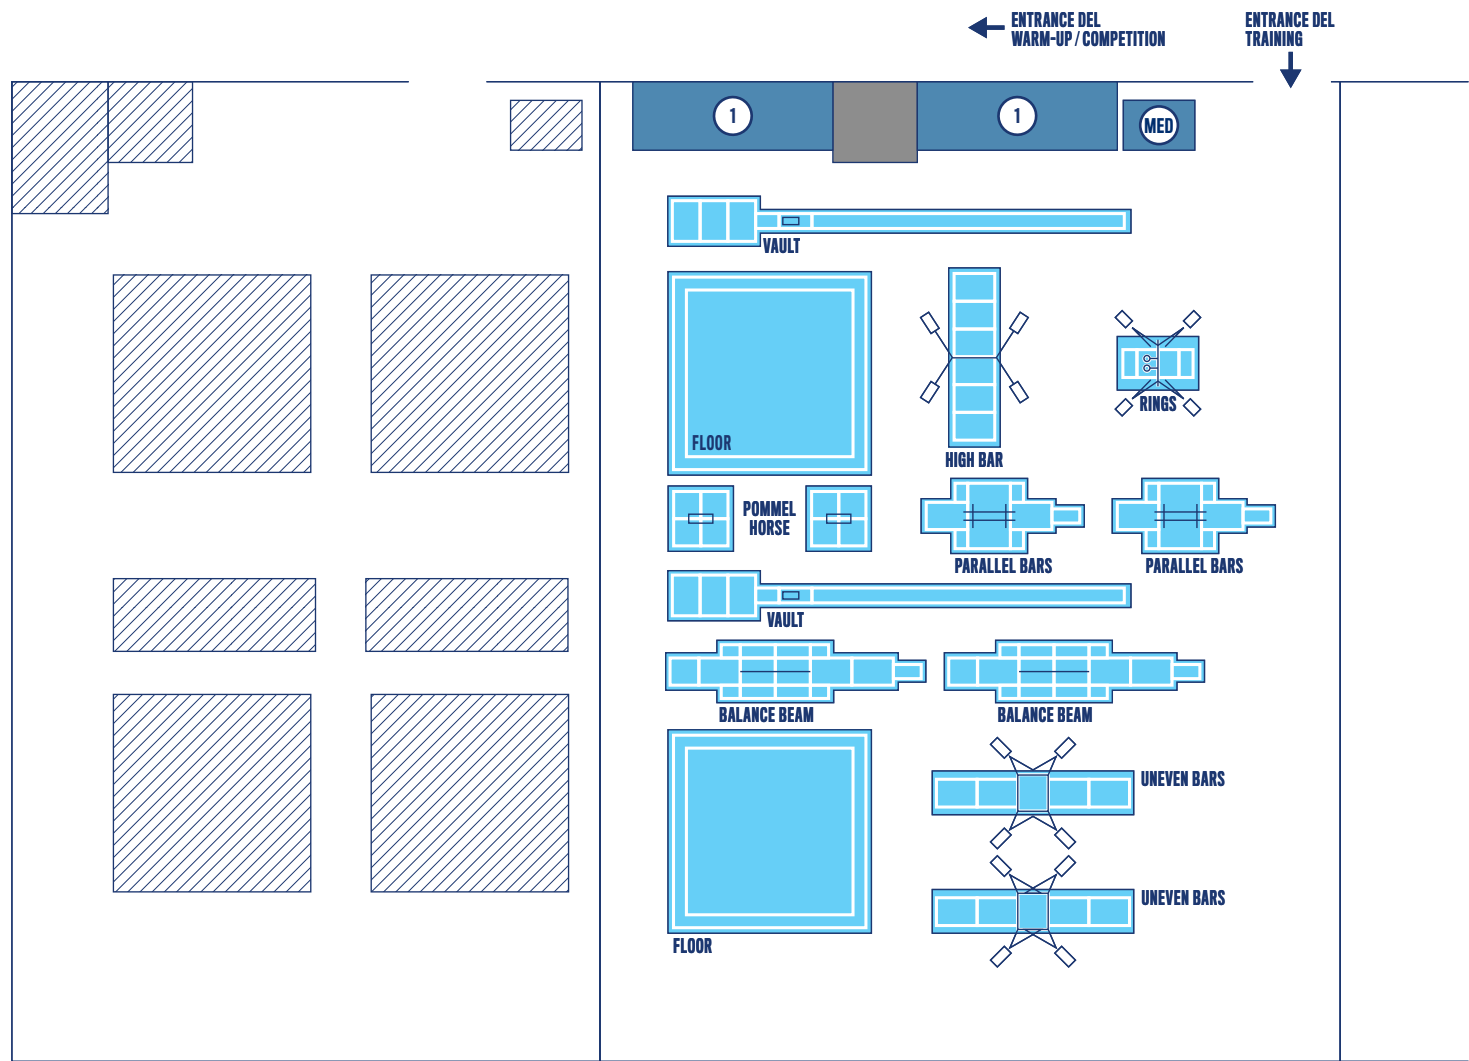 ENTRANCE DEL
WARM-UP / COMPETITION
ENTRANCE DEL
TRAINING
1
1
MED
VAULT
FLOOR
HIGH BAR
RINGS
POMMEL
HORSE
PARALLEL BARS
PARALLEL BARS
VAULT
BALANCE BEAM
BALANCE BEAM
UNEVEN BARS
UNEVEN BARS
FLOOR